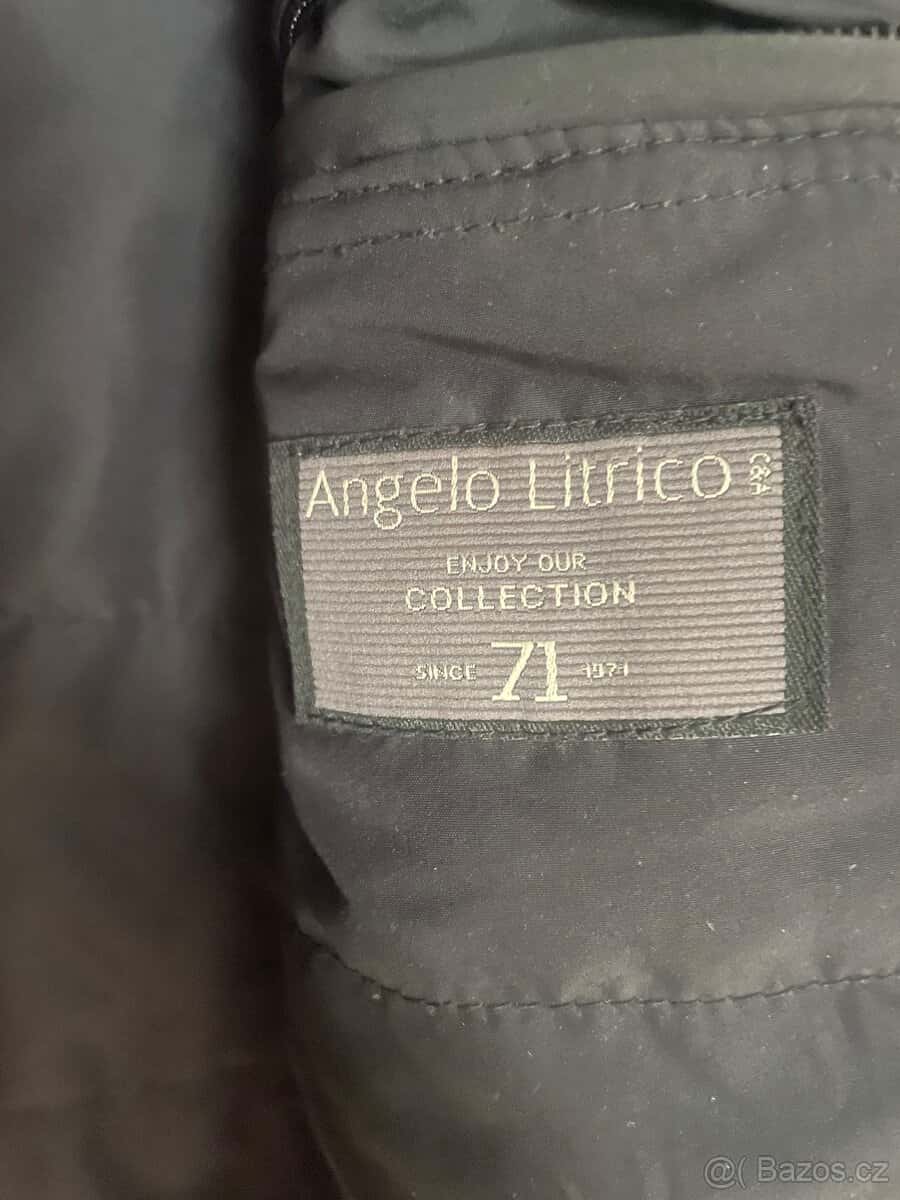 Angelo Litrico C&A
ENJOY OUR
COLLECTION
SINCE 71 1971
@( Bazos.cz